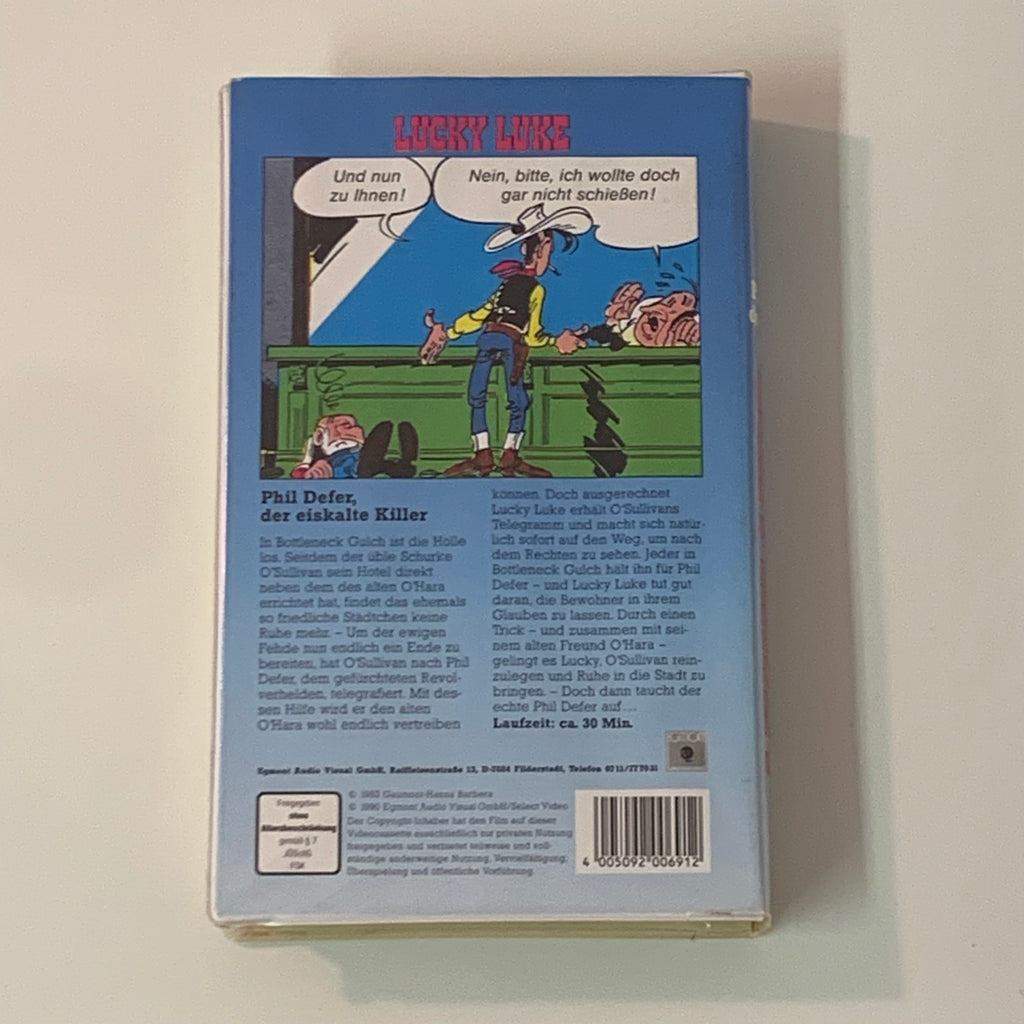 LUCKY LUKE
Und nun
zu Ihnen!
Nein, bitte, ich wollte doch
gar nicht schießen!
Phil Defer,
der eiskalte Killer
In Bottleneck Gulch ist die Hölle
los. Seitdem der üble Schurke
O'Sullivan sein Hotel direkt
neben dem des alten O'Hara
errichtet hat, findet das ehemals
so friedliche Städtchen keine
Ruhe mehr. – Um der ewigen
Fehde nun endlich ein Ende zu
bereiten, hat O'Sullivan nach Phil
Defer, dem gefürchteten Revol-
verhelden, telegrafiert. Mit des-
sen Hilfe wird er den alten
O'Hara wohl endlich vertreiben
können. Doch ausgerechnet
Lucky Luke erhält O'Sullivans
Telegramm und macht sich natür-
lich sofort auf den Weg, um nach
dem Rechten zu sehen. Jeder in
Bottleneck Gulch hält ihn für Phil
Defer – und Lucky Luke tut gut
daran, die Bewohner in ihrem
Glauben zu lassen. Durch einen
Trick – und zusammen mit sei-
nem alten Freund O'Hara –
gelingt es Lucky, O'Sullivan rein-
zulegen und Ruhe in die Stadt zu
bringen. – Doch dann taucht der
echte Phil Defer auf ...
Laufzeit: ca. 30 Min.
Egmont Audio Visual GmbH, Raiffeisenstraße 13, D-7024 Filderstadt, Telefon 0711/777031
Freigegeben
ohne
Altersbeschränkung
gemäß § 7
JÖSchG
FSK
© 1983 Gaumont-Hanna Barbera
© 1990 Egmont Audio Visual GmbH/Select Video
Der Copyright-Inhaber hat den Film auf dieser
Videocassette ausschließlich zur privaten Nutzung
freigegeben und verbietet teilweise und voll-
ständige anderweitige Nutzung, Vervielfältigung,
Überspielung und öffentliche Vorführung.
4 005092 006912